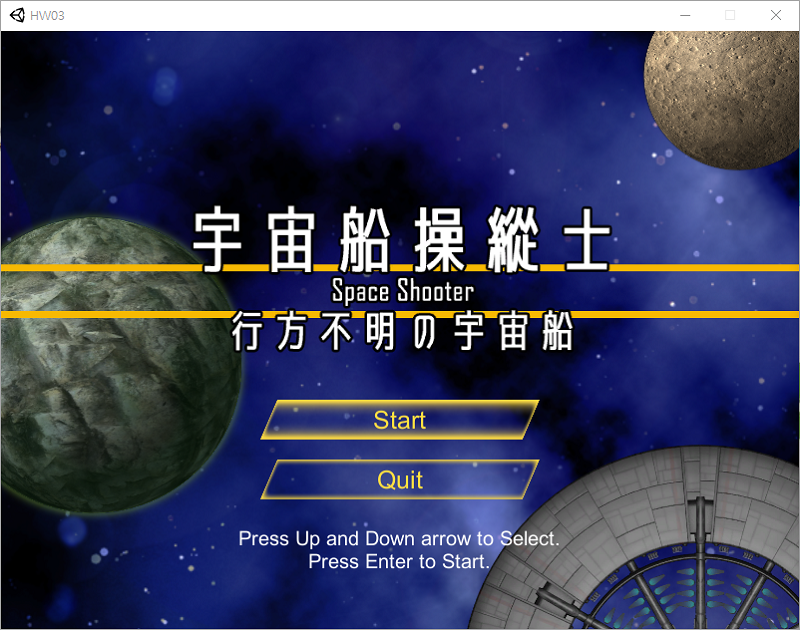 HW03
宇宙船操縱士
Space Shooter
行方不明の宇宙船
Start
Quit
Press Up and Down arrow to Select.
Press Enter to Start.